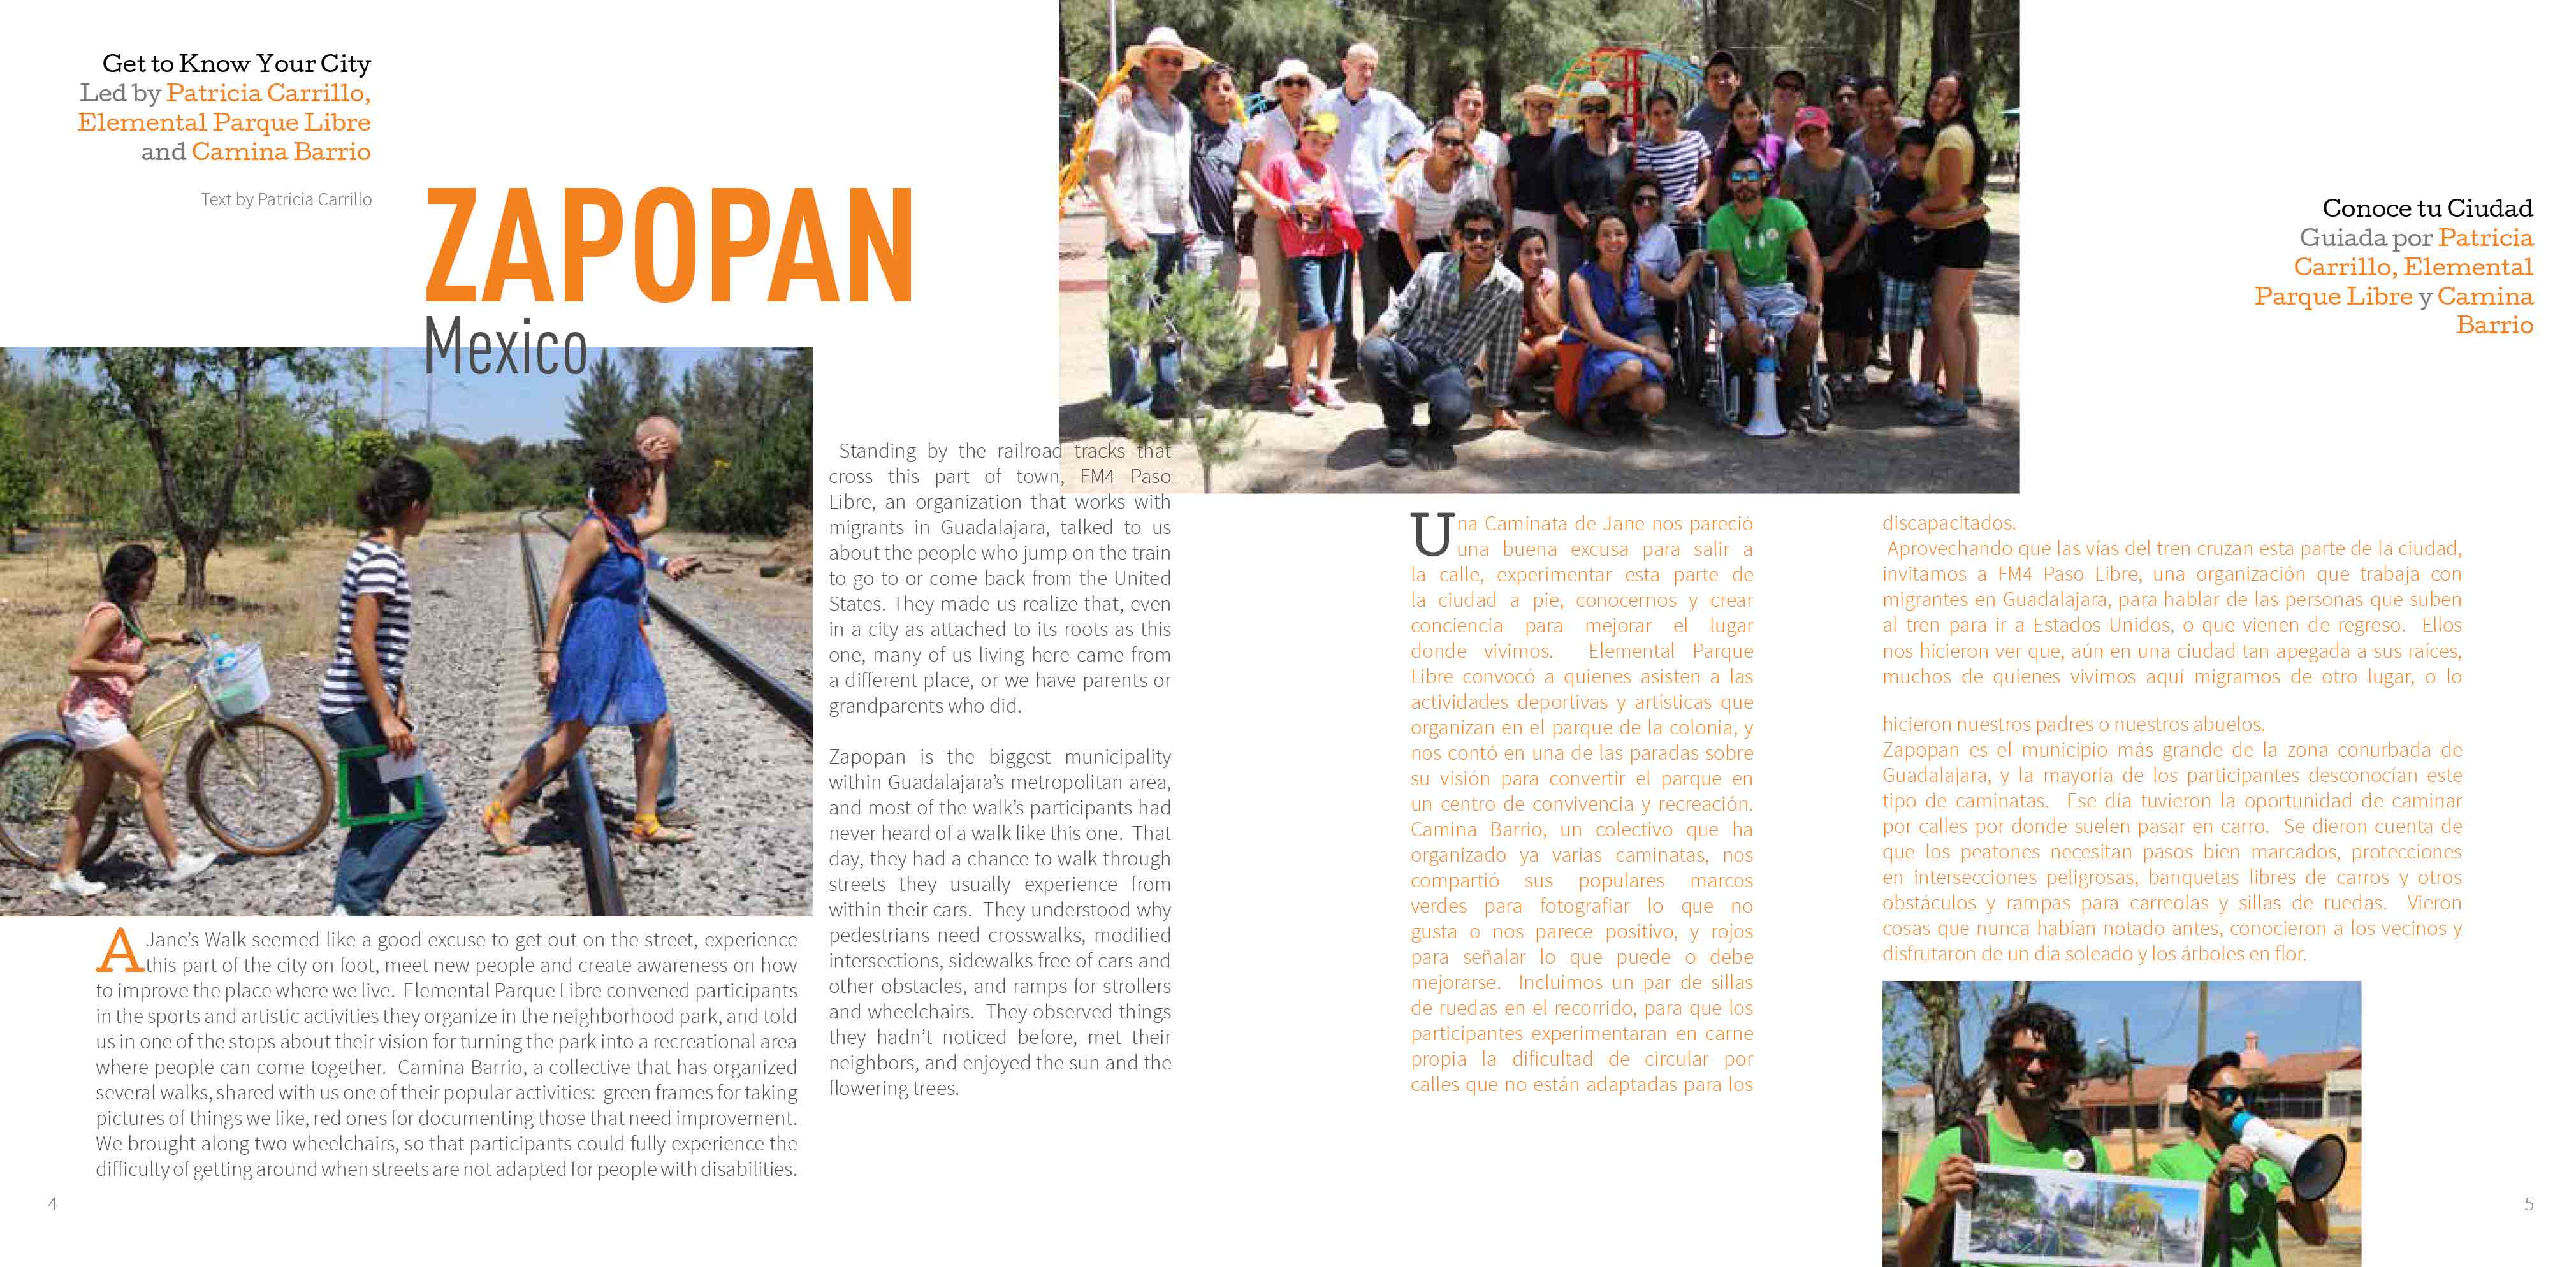 Get to Know Your City
Led by Patricia Carrillo,
Elemental Parque Libre
and Camina Barrio
Text by Patricia Carrillo
ZAPOPAN
Mexico
A Jane’s Walk seemed like a good excuse to get out on the street, experience
this part of the city on foot, meet new people and create awareness on how
to improve the place where we live.  Elemental Parque Libre convened participants
in the sports and artistic activities they organize in the neighborhood park, and told
us in one of the stops about their vision for turning the park into a recreational area
where people can come together.  Camina Barrio, a collective that has organized
several walks, shared with us one of their popular activities:  green frames for taking
pictures of things we like, red ones for documenting those that need improvement.
We brought along two wheelchairs, so that participants could fully experience the
difficulty of getting around when streets are not adapted for people with disabilities.
4
Standing by the railroad tracks that
cross this part of town, FM4 Paso
Libre, an organization that works with
migrants in Guadalajara, talked to us
about the people who jump on the train
to go to or come back from the United
States. They made us realize that, even
in a city as attached to its roots as this
one, many of us living here came from
a different place, or we have parents or
grandparents who did.
Zapopan is the biggest municipality
within Guadalajara’s metropolitan area,
and most of the walk’s participants had
never heard of a walk like this one.  That
day, they had a chance to walk through
streets they usually experience from
within their cars.  They understood why
pedestrians need crosswalks, modified
intersections, sidewalks free of cars and
other obstacles, and ramps for strollers
and wheelchairs.  They observed things
they hadn’t noticed before, met their
neighbors, and enjoyed the sun and the
flowering trees.
Conoce tu Ciudad
Guiada por Patricia
Carrillo, Elemental
Parque Libre y Camina
Barrio
Una Caminata de Jane nos pareció
una buena excusa para salir a
la calle, experimentar esta parte de
la ciudad a pie, conocernos y crear
conciencia para mejorar el lugar
donde vivimos.  Elemental Parque
Libre convocó a quienes asisten a las
actividades deportivas y artísticas que
organizan en el parque de la colonia, y
nos contó en una de las paradas sobre
su visión para convertir el parque en
un centro de convivencia y recreación.
Camina Barrio, un colectivo que ha
organizado ya varias caminatas, nos
compartió sus populares marcos
verdes para fotografiar lo que no
gusta o nos parece positivo, y rojos
para señalar lo que puede o debe
mejorarse.  Incluimos un par de sillas
de ruedas en el recorrido, para que los
participantes experimentaran en carne
propia la dificultad de circular por
calles que no están adaptadas para los
discapacitados.
Aprovechando que las vías del tren cruzan esta parte de la ciudad,
invitamos a FM4 Paso Libre, una organización que trabaja con
migrantes en Guadalajara, para hablar de las personas que suben
al tren para ir a Estados Unidos, o que vienen de regreso.  Ellos
nos hicieron ver que, aún en una ciudad tan apegada a sus raíces,
muchos de quienes vivimos aquí migramos de otro lugar, o lo
hicieron nuestros padres o nuestros abuelos.
Zapopan es el municipio más grande de la zona conurbada de
Guadalajara, y la mayoría de los participantes desconocían este
tipo de caminatas.  Ese día tuvieron la oportunidad de caminar
por calles por donde suelen pasar en carro.  Se dieron cuenta de
que los peatones necesitan pasos bien marcados, protecciones
en intersecciones peligrosas, banquetas libres de carros y otros
obstáculos y rampas para carreolas y sillas de ruedas.  Vieron
cosas que nunca habían notado antes, conocieron a los vecinos y
disfrutaron de un día soleado y los árboles en flor.
5